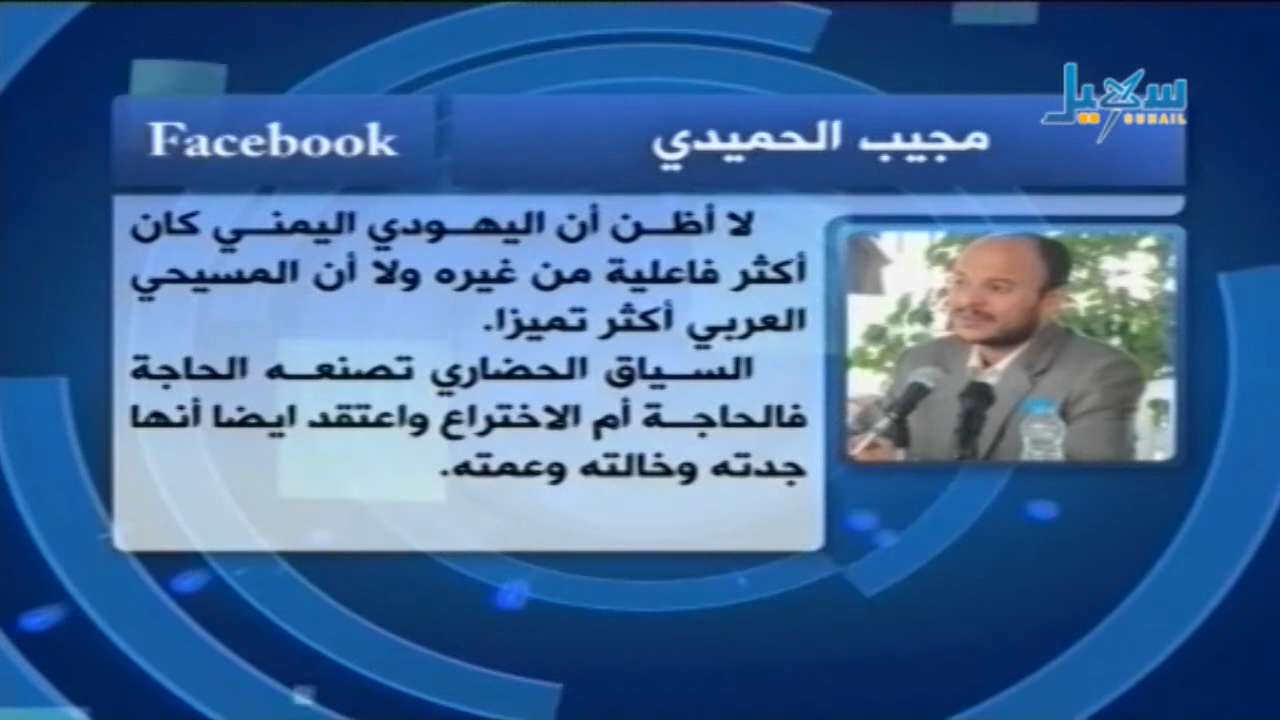 سهيل
SUHAIL
مجيب الحميدي
Facebook
لا أظن أن اليهودي اليمني كان
أكثر فاعلية من غيره ولا أن المسيحي
العربي أكثر تميزا.
السياق الحضاري تصنعه الحاجة
فالحاجة أم الاختراع واعتقد ايضا أنها
جدته وخالته وعمته.